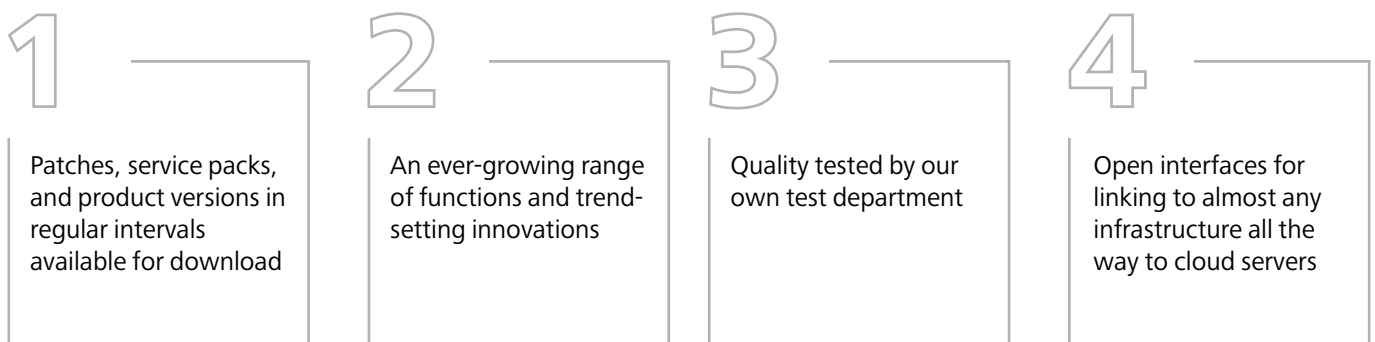 1
Patches, service packs,
and product versions in
regular intervals
available for download
2
An ever-growing range
of functions and trend-
setting innovations
3
Quality tested by our
own test department
4
Open interfaces for
linking to almost any
infrastructure all the
way to cloud servers